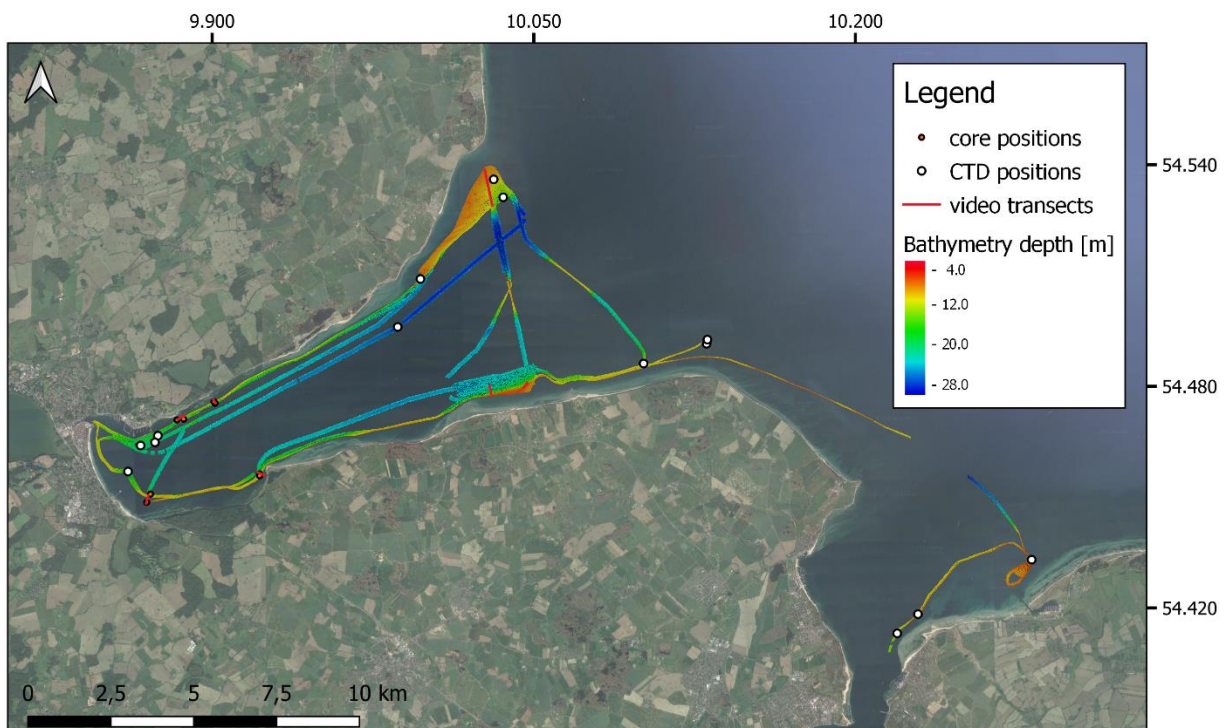 9.900 10.050 10.200
Legend
core positions
CTD positions
video transects
Bathymetry depth [m]
- 4.0
- 12.0
- 20.0
- 28.0
54.540
54.480
54.420
0 2,5 5 7,5 10 km